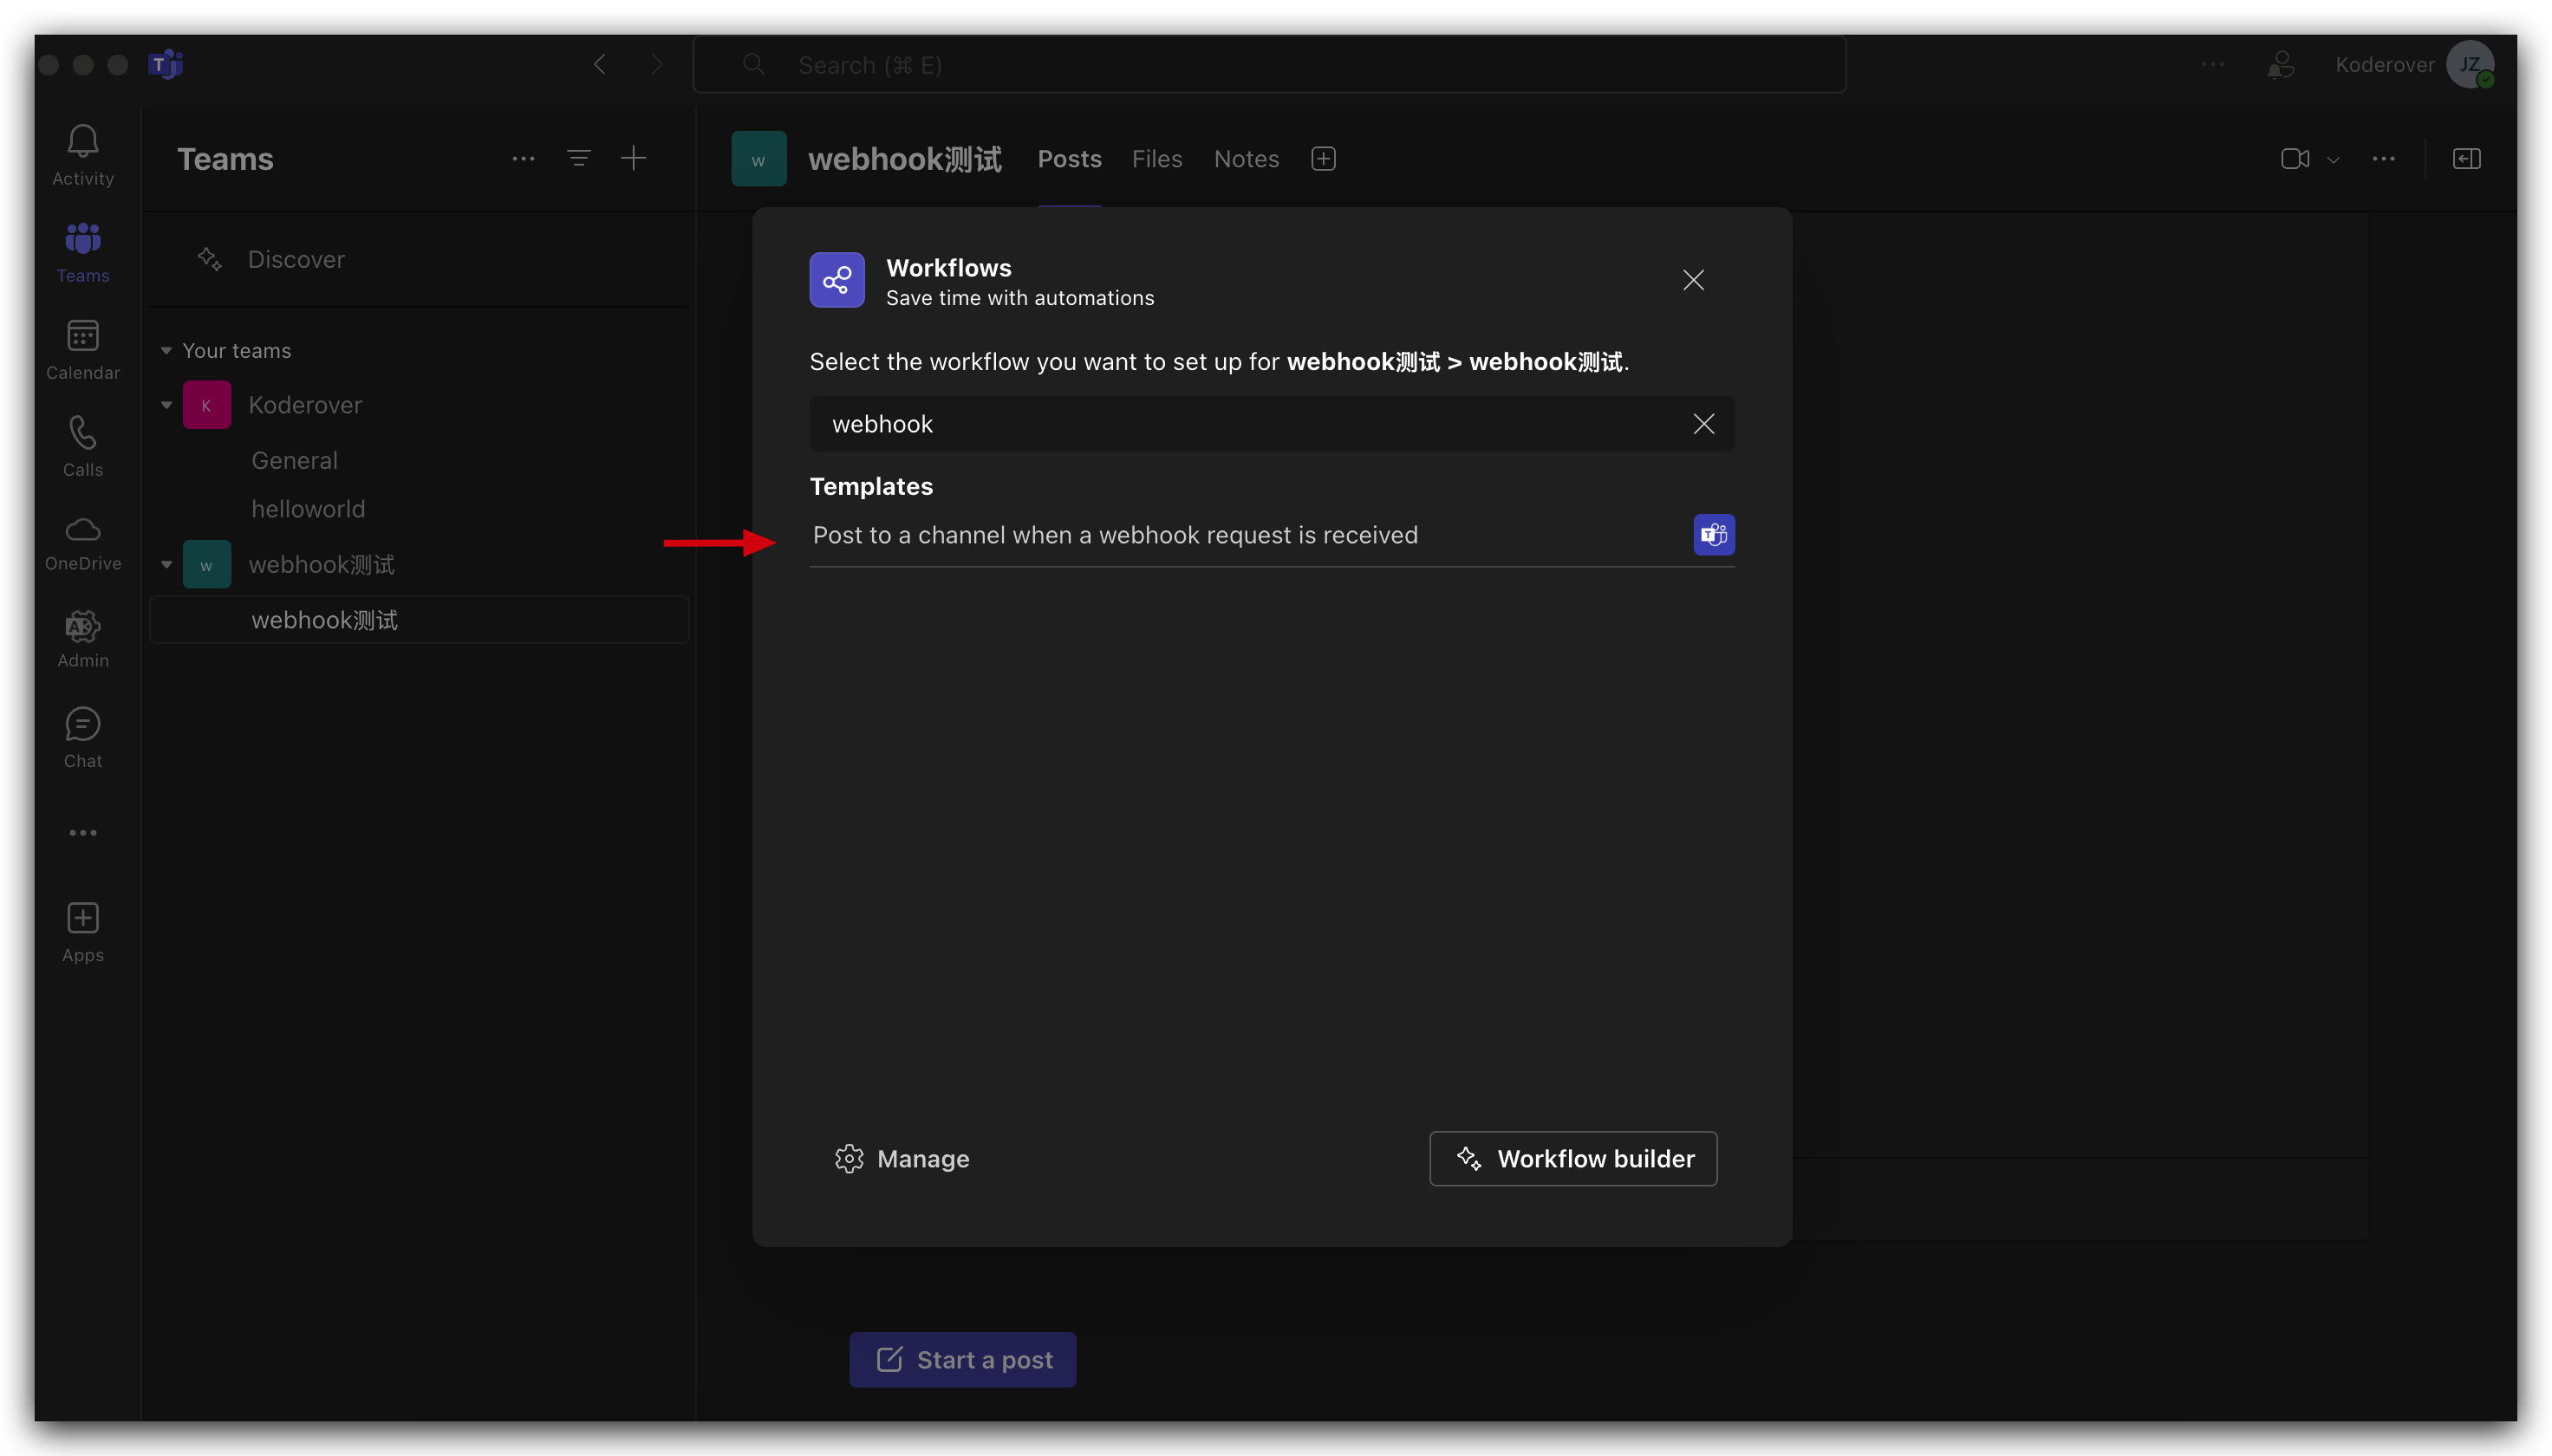 Search (⌘ E)
Koderover
JZ
Activity
Teams
Calendar
Calls
OneDrive
Admin
Chat
Apps
Teams
Discover
Your teams
K
Koderover
General
helloworld
w
webhook测试
webhook测试
w
webhook测试
Posts
Files
Notes
Workflows
Save time with automations
Select the workflow you want to set up for webhook测试 > webhook测试.
webhook
Templates
Post to a channel when a webhook request is received
Manage
Workflow builder
Start a post